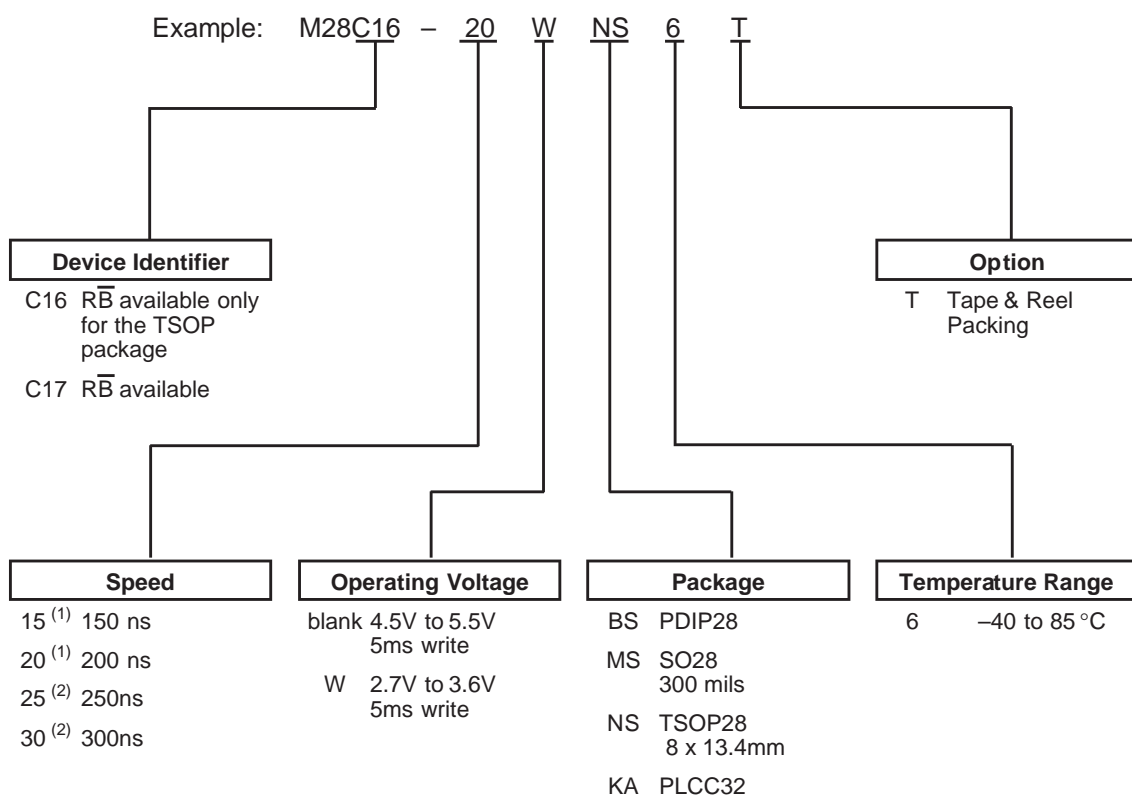 Example: M28C16 – 20 W NS 6 T
Device Identifier
C16 RB̅ available only
for the TSOP
package
C17 RB̅ available
Option
T Tape & Reel
Packing
Speed
15 (1) 150 ns
20 (1) 200 ns
25 (2) 250ns
30 (2) 300ns
Operating Voltage
blank 4.5V to 5.5V
5ms write
W 2.7V to 3.6V
5ms write
Package
BS PDIP28
MS SO28
300 mils
NS TSOP28
8 x 13.4mm
KA PLCC32
Temperature Range
6 –40 to 85 °C